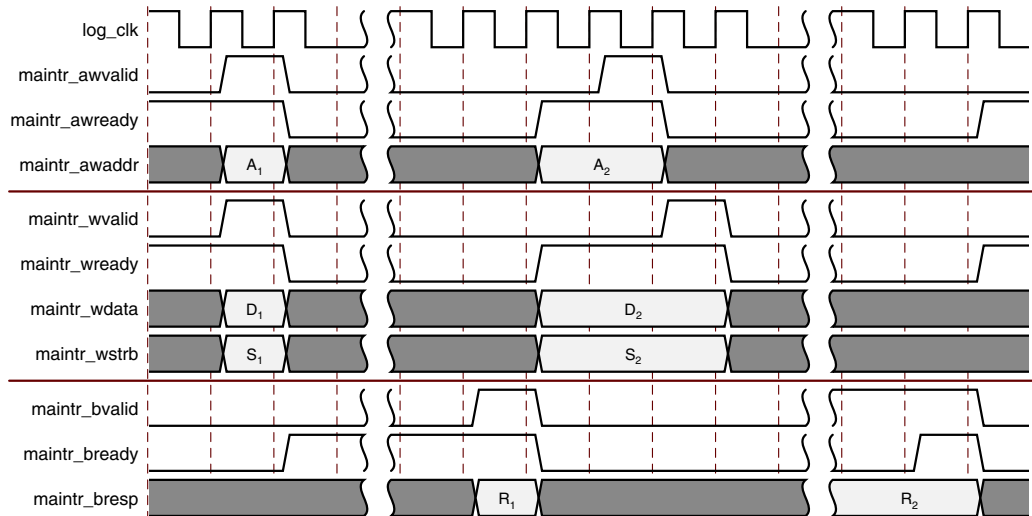 log_clk
maintr_awvalid
maintr_awready
maintr_awaddr A₁ A₂
maintr_wvalid
maintr_wready
maintr_wdata D₁ D₂
maintr_wstrb S₁ S₂
maintr_bvalid
maintr_bready
maintr_bresp R₁ R₂